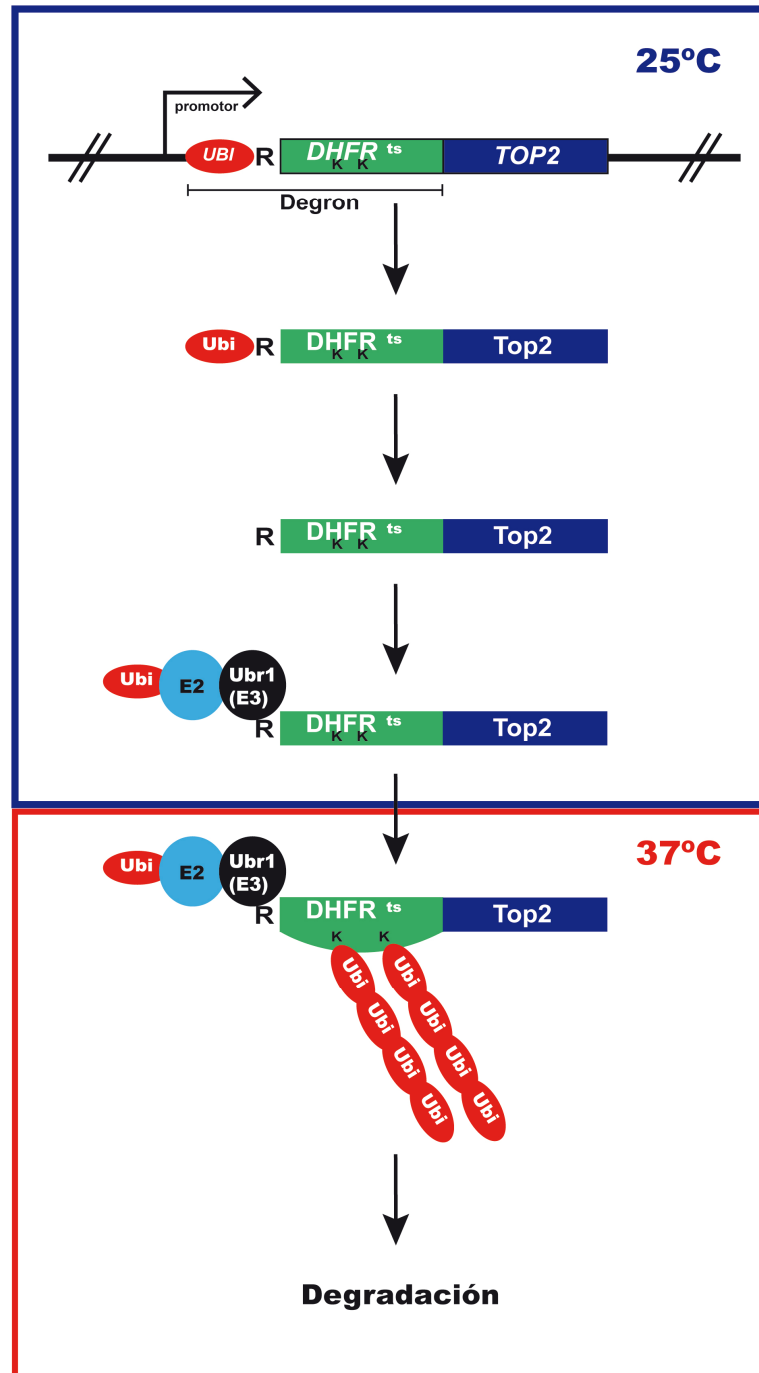 25ºC
promotor
UBI R DHFR ts TOP2
K K
Degron
Ubi R DHFR ts Top2
K K
R DHFR ts Top2
K K
Ubi E2 Ubr1
(E3)
R DHFR ts Top2
K K
37ºC
Ubi E2 Ubr1
(E3)
R DHFR ts Top2
K K
Ubi Ubi
Ubi Ubi
Ubi Ubi
Ubi Ubi
Degradación